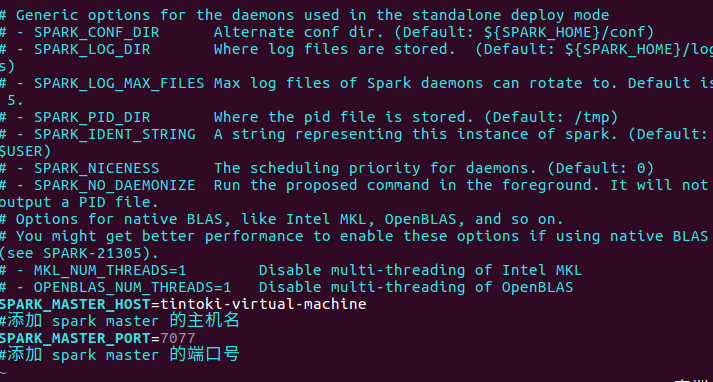 # Generic options for the daemons used in the standalone deploy mode
# - SPARK_CONF_DIR      Alternate conf dir. (Default: ${SPARK_HOME}/conf)
# - SPARK_LOG_DIR       Where log files are stored.  (Default: ${SPARK_HOME}/log
s)
# - SPARK_LOG_MAX_FILES Max log files of Spark daemons can rotate to. Default is
 5.
# - SPARK_PID_DIR       Where the pid file is stored. (Default: /tmp)
# - SPARK_IDENT_STRING  A string representing this instance of spark. (Default:
$USER)
# - SPARK_NICENESS      The scheduling priority for daemons. (Default: 0)
# - SPARK_NO_DAEMONIZE  Run the proposed command in the foreground. It will not
output a PID file.
# Options for native BLAS, like Intel MKL, OpenBLAS, and so on.
# You might get better performance to enable these options if using native BLAS
(see SPARK-21305).
# - MKL_NUM_THREADS=1        Disable multi-threading of Intel MKL
# - OPENBLAS_NUM_THREADS=1   Disable multi-threading of OpenBLAS
SPARK_MASTER_HOST=tintoki-virtual-machine
#添加 spark master 的主机名
SPARK_MASTER_PORT=7077
#添加 spark master 的端口号
~